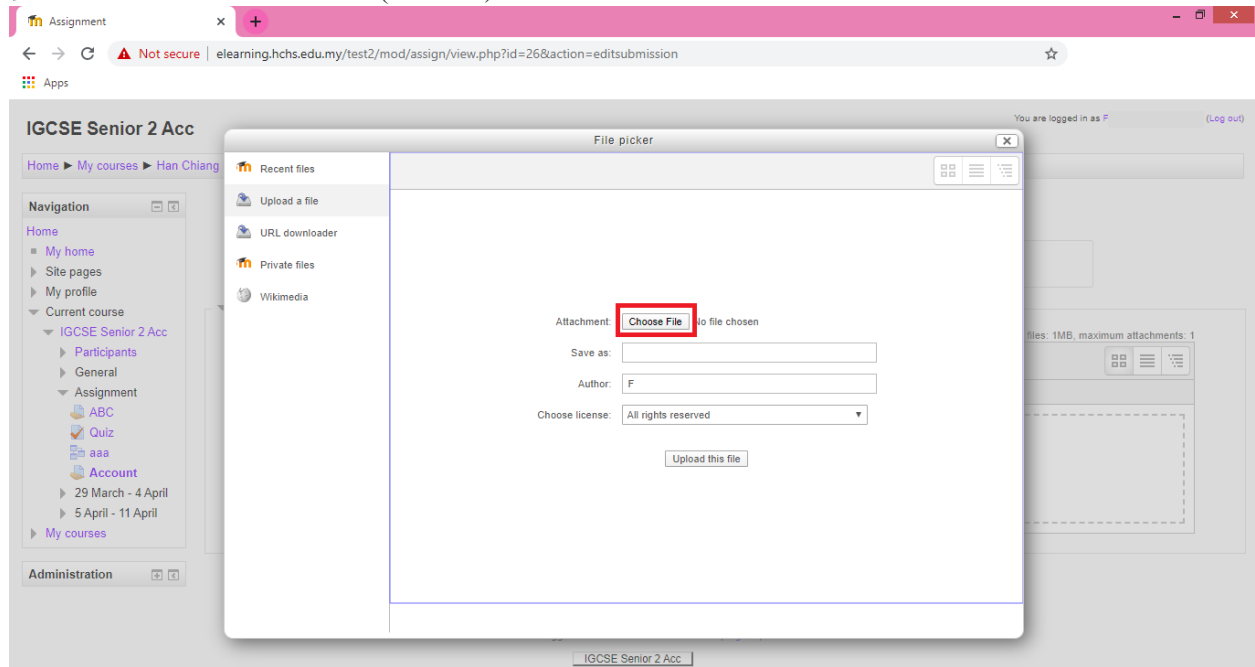 Assignment
Not secure | elearning.hchs.edu.my/test2/mod/assign/view.php?id=26&action=editsubmission
Apps
IGCSE Senior 2 Acc
You are logged in as F (Log out)
Home ► My courses ► Han Chiang
File picker
Recent files
Upload a file
URL downloader
Private files
Wikimedia
Navigation
Home
My home
Site pages
My profile
Current course
IGCSE Senior 2 Acc
Participants
General
Assignment
ABC
Quiz
aaa
Account
29 March - 4 April
5 April - 11 April
My courses
Administration
Attachment: Choose File No file chosen
Save as:
Author: F
Choose license: All rights reserved
Upload this file
files: 1MB, maximum attachments: 1
IGCSE Senior 2 Acc